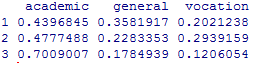 academic general vocation
1 0.4396845 0.3581917 0.2021238
2 0.4777488 0.2283353 0.2939159
3 0.7009007 0.1784939 0.1206054